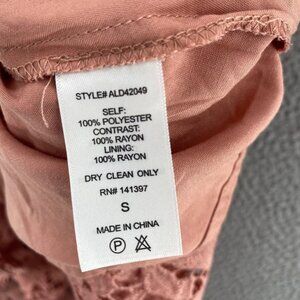 STYLE# ALD42049
SELF:
100% POLYESTER
CONTRAST:
100% RAYON
LINING:
100% RAYON
DRY CLEAN ONLY
RN# 141397
S
MADE IN CHINA
P